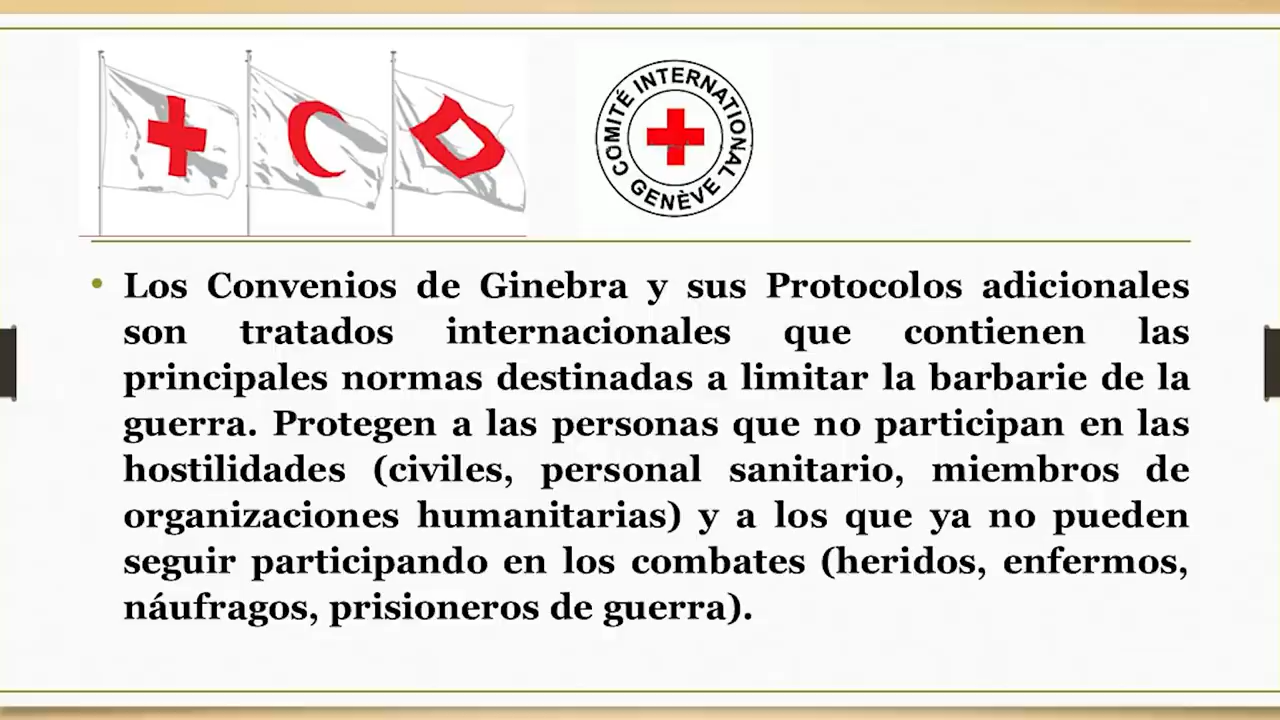 COMITÉ INTERNATIONAL
GENÈVE
• Los Convenios de Ginebra y sus Protocolos adicionales
son tratados internacionales que contienen las
principales normas destinadas a limitar la barbarie de la
guerra. Protegen a las personas que no participan en las
hostilidades (civiles, personal sanitario, miembros de
organizaciones humanitarias) y a los que ya no pueden
seguir participando en los combates (heridos, enfermos,
náufragos, prisioneros de guerra).